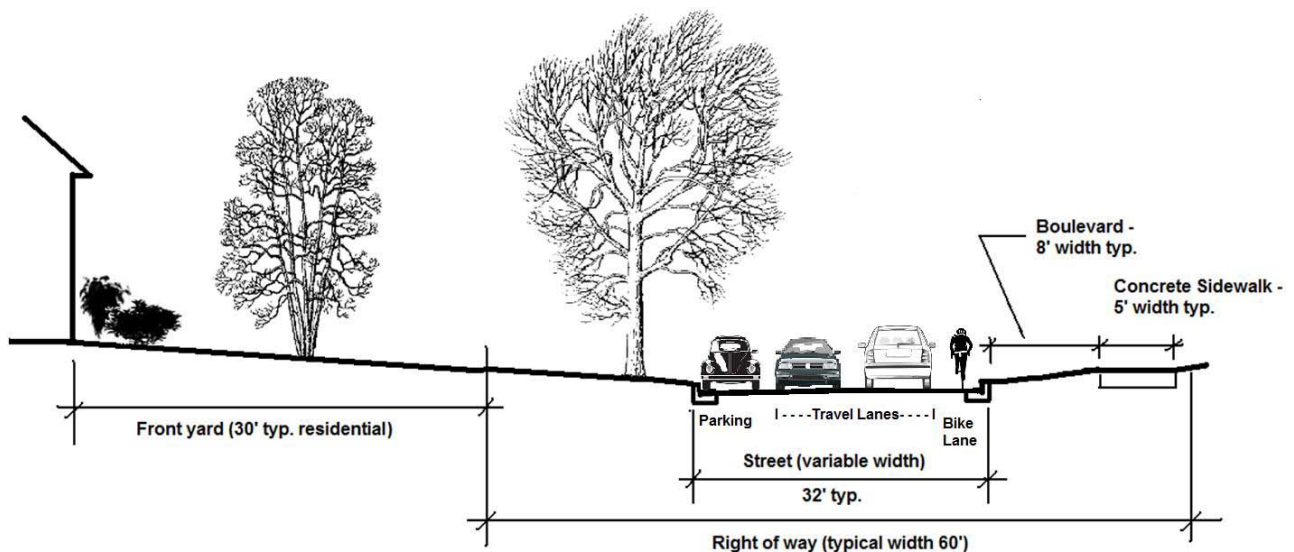 Boulevard -
8' width typ.
Concrete Sidewalk -
5' width typ.
Front yard (30' typ. residential)
Parking
Travel Lanes
Bike
Lane
Street (variable width)
32' typ.
Right of way (typical width 60')